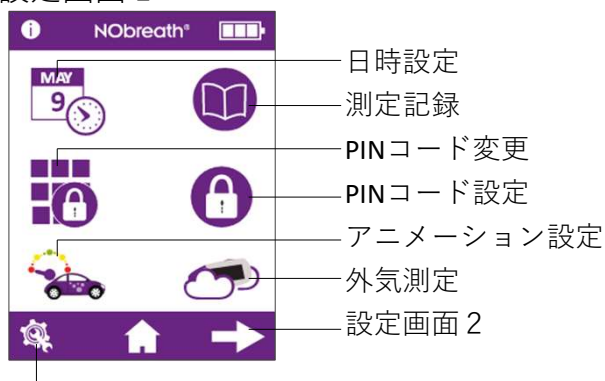 設定画面1
i NObreath®
MAY
9
日時設定
測定記録
PINコード変更
PINコード設定
アニメーション設定
外気測定
設定画面２